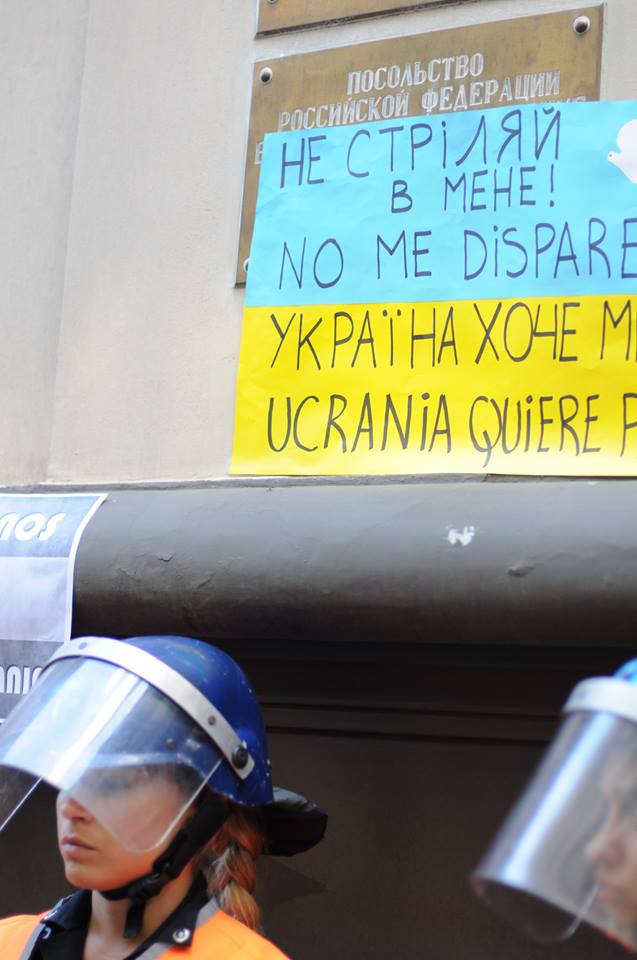 ПОСОЛЬСТВО
РОССИЙСКОЙ ФЕДЕРАЦИИ
НЕ СТРІЛЯЙ
В МЕНЕ!
NO ME DISPARE
УКРАЇНА ХОЧЕ М
UCRANIA QUIERE P